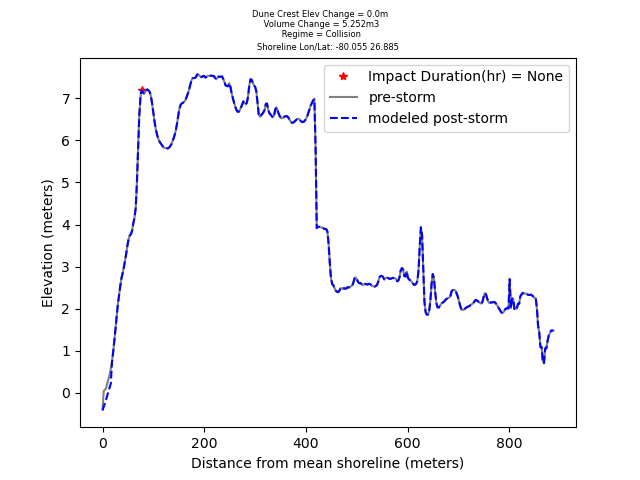 Dune Crest Elev Change = 0.0m
Volume Change = 5.252m3
Regime = Collision
Shoreline Lon/Lat: -80.055 26.885
Impact Duration(hr) = None
pre-storm
modeled post-storm
Elevation (meters)
7
6
5
4
3
2
1
0
0 200 400 600 800
Distance from mean shoreline (meters)